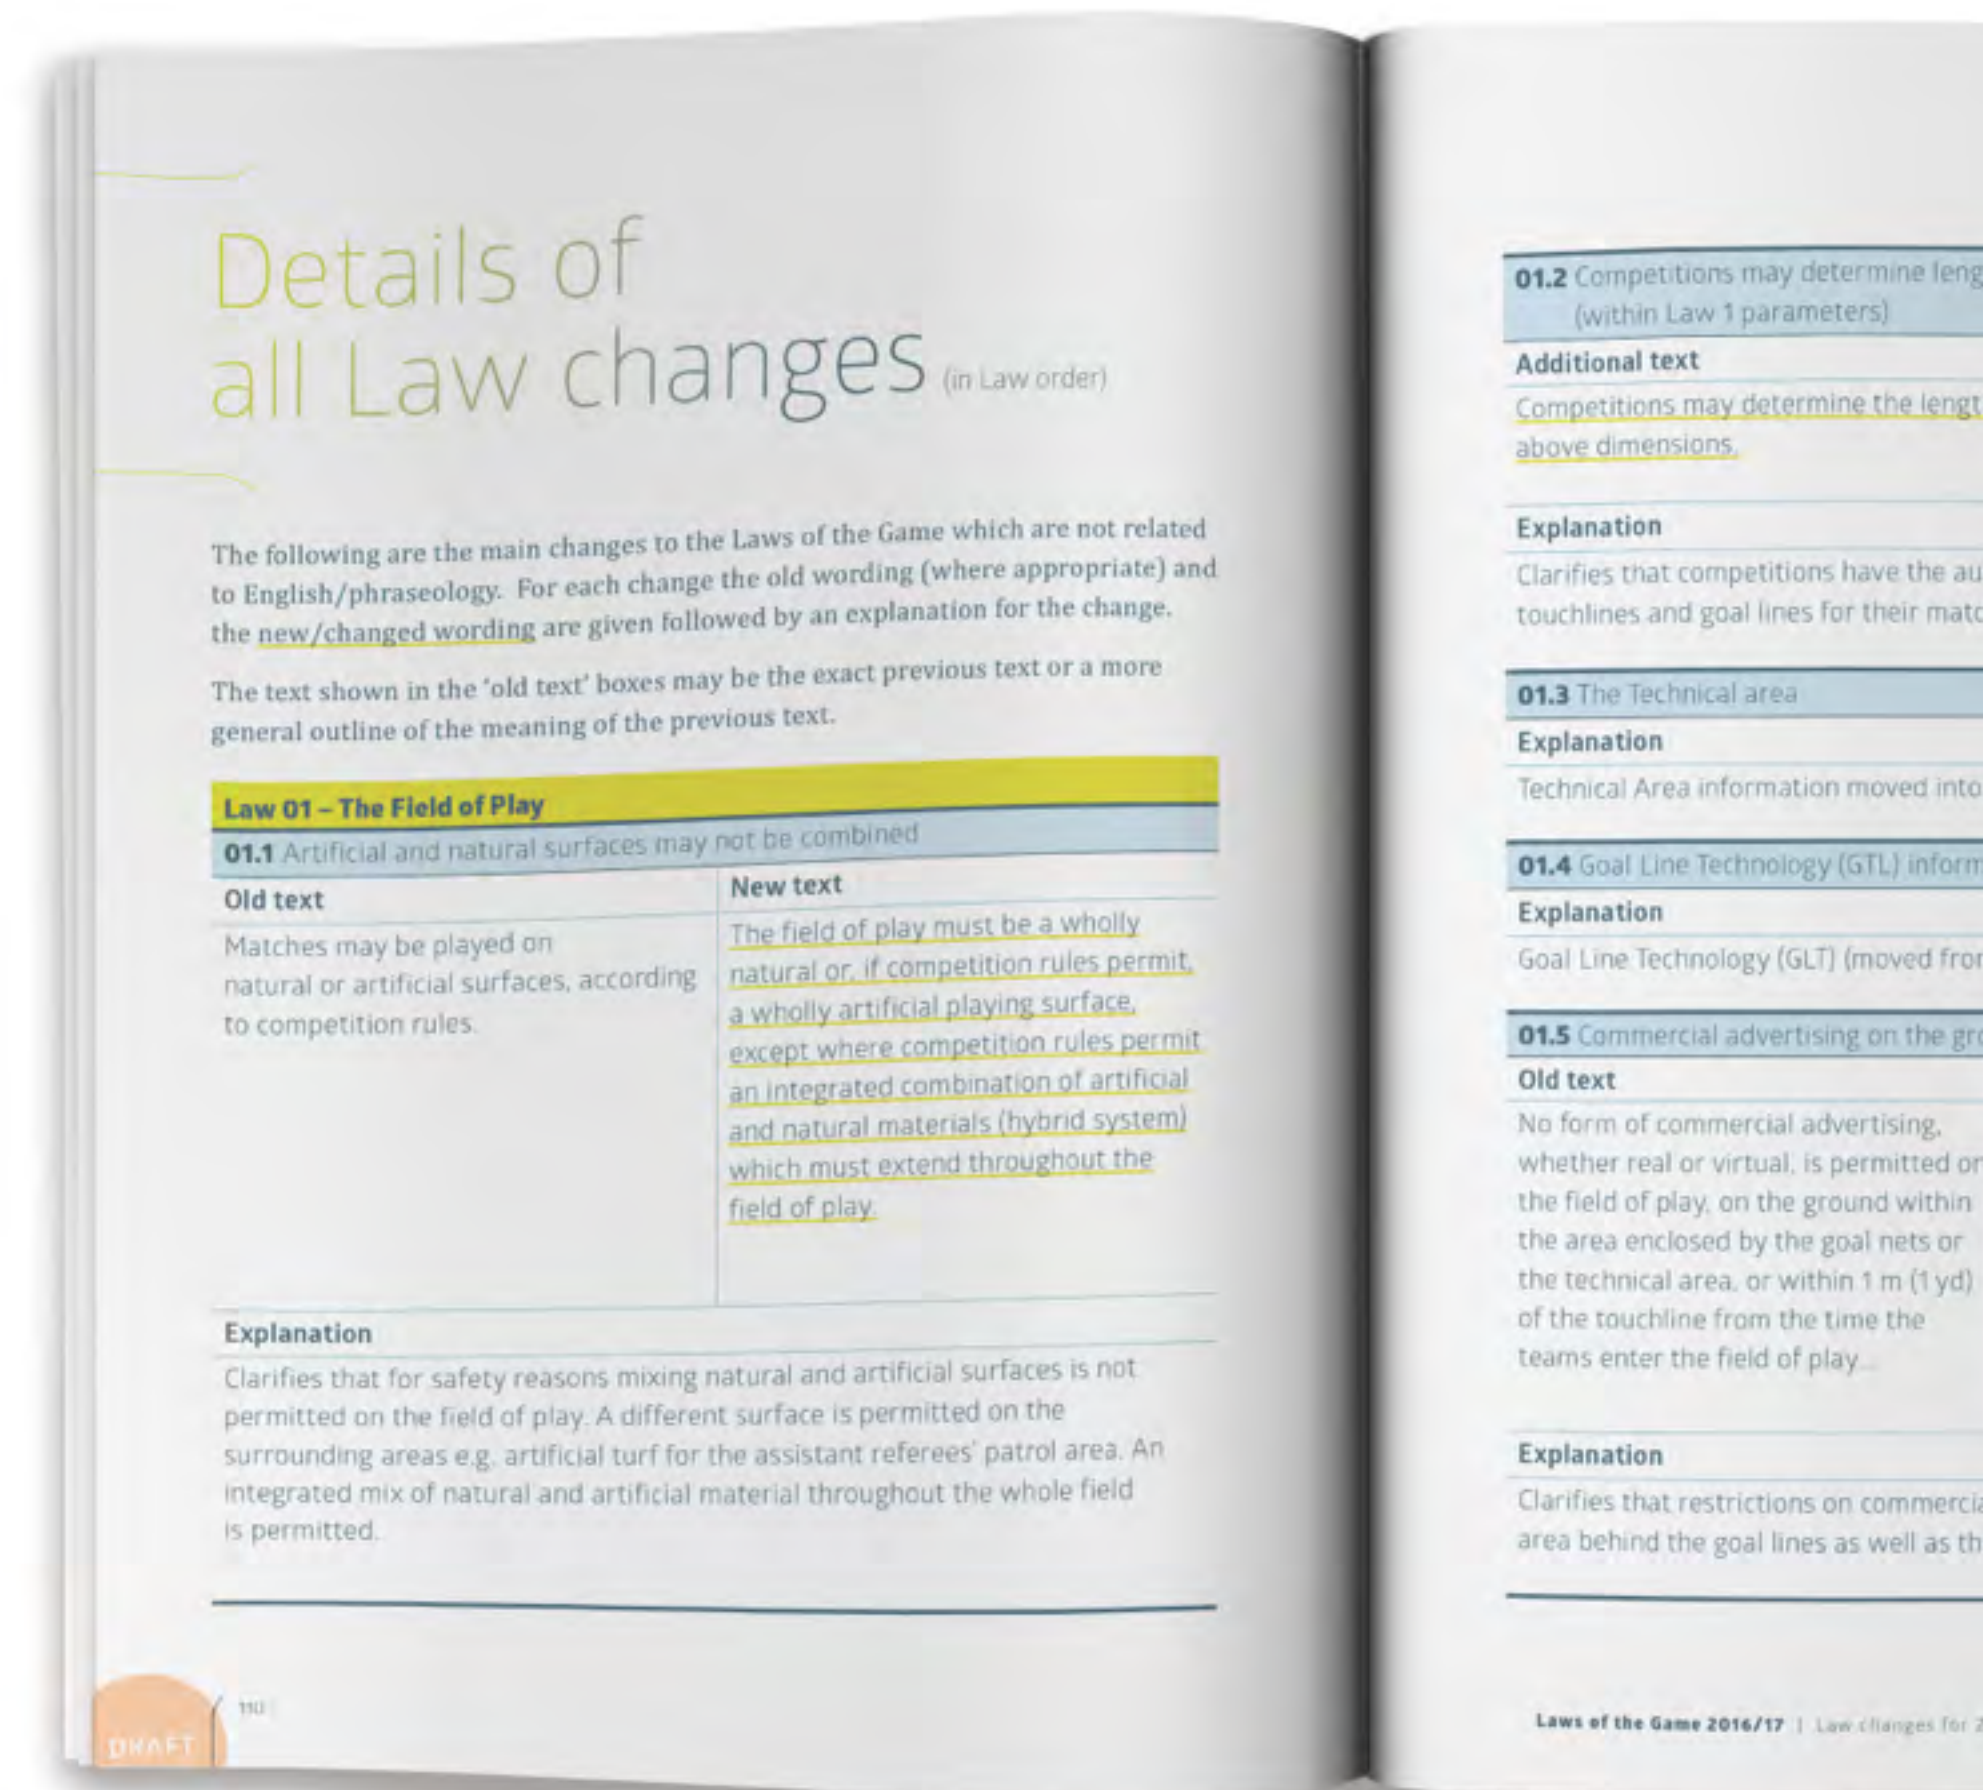 Details of
all Law changes (in Law order)
The following are the main changes to the Laws of the Game which are not related
to English/phraseology. For each change the old wording (where appropriate) and
the new/changed wording are given followed by an explanation for the change.
The text shown in the 'old text' boxes may be the exact previous text or a more
general outline of the meaning of the previous text.
Law 01 – The Field of Play
01.1 Artificial and natural surfaces may not be combined
Old text
Matches may be played on
natural or artificial surfaces, according
to competition rules.
New text
The field of play must be a wholly
natural or, if competition rules permit,
a wholly artificial playing surface,
except where competition rules permit
an integrated combination of artificial
and natural materials (hybrid system)
which must extend throughout the
field of play.
Explanation
Clarifies that for safety reasons mixing natural and artificial surfaces is not
permitted on the field of play. A different surface is permitted on the
surrounding areas e.g. artificial turf for the assistant referees' patrol area. An
integrated mix of natural and artificial material throughout the whole field
is permitted.
DRAFT
110
01.2 Competitions may determine leng
(within Law 1 parameters)
Additional text
Competitions may determine the lengt
above dimensions.
Explanation
Clarifies that competitions have the au
touchlines and goal lines for their matc
01.3 The Technical area
Explanation
Technical Area information moved into
01.4 Goal Line Technology (GTL) inform
Explanation
Goal Line Technology (GLT) (moved fror
01.5 Commercial advertising on the gro
Old text
No form of commercial advertising,
whether real or virtual, is permitted on
the field of play, on the ground within
the area enclosed by the goal nets or
the technical area, or within 1 m (1 yd)
of the touchline from the time the
teams enter the field of play...
Explanation
Clarifies that restrictions on commercia
area behind the goal lines as well as th
Laws of the Game 2016/17 | Law changes for 2